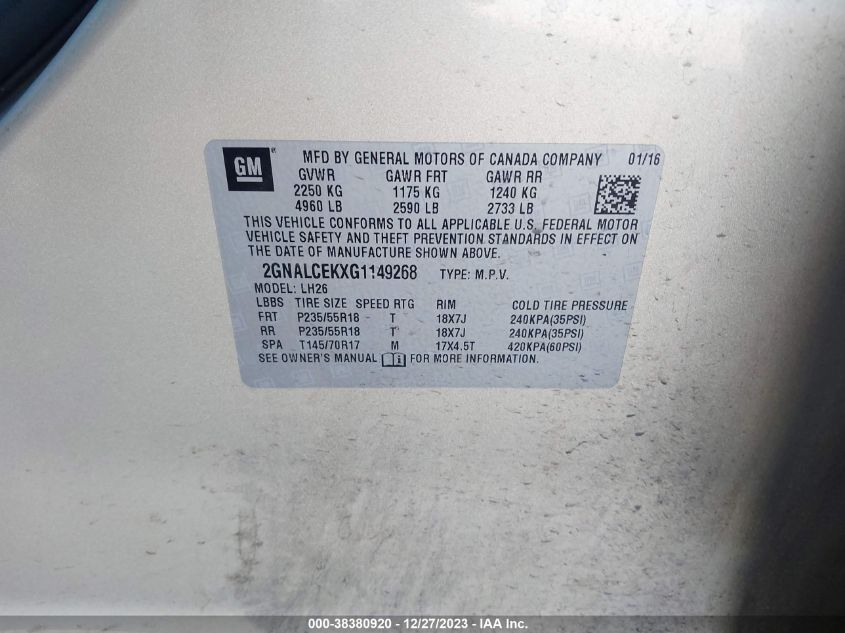 GM MFD BY GENERAL MOTORS OF CANADA COMPANY 01/16
GVWR GAWR FRT GAWR RR
2250 KG 1175 KG 1240 KG
4960 LB 2590 LB 2733 LB
THIS VEHICLE CONFORMS TO ALL APPLICABLE U.S. FEDERAL MOTOR
VEHICLE SAFETY AND THEFT PREVENTION STANDARDS IN EFFECT ON
THE DATE OF MANUFACTURE SHOWN ABOVE.
2GNALCEKXG1149268 TYPE: M.P.V.
MODEL: LH26
LBBS TIRE SIZE SPEED RTG RIM COLD TIRE PRESSURE
FRT P235/55R18 T 18X7J 240KPA(35PSI)
RR P235/55R18 T 18X7J 240KPA(35PSI)
SPA T145/70R17 M 17X4.5T 420KPA(60PSI)
SEE OWNER'S MANUAL FOR MORE INFORMATION.
000-38380920 - 12/27/2023 - IAA Inc.